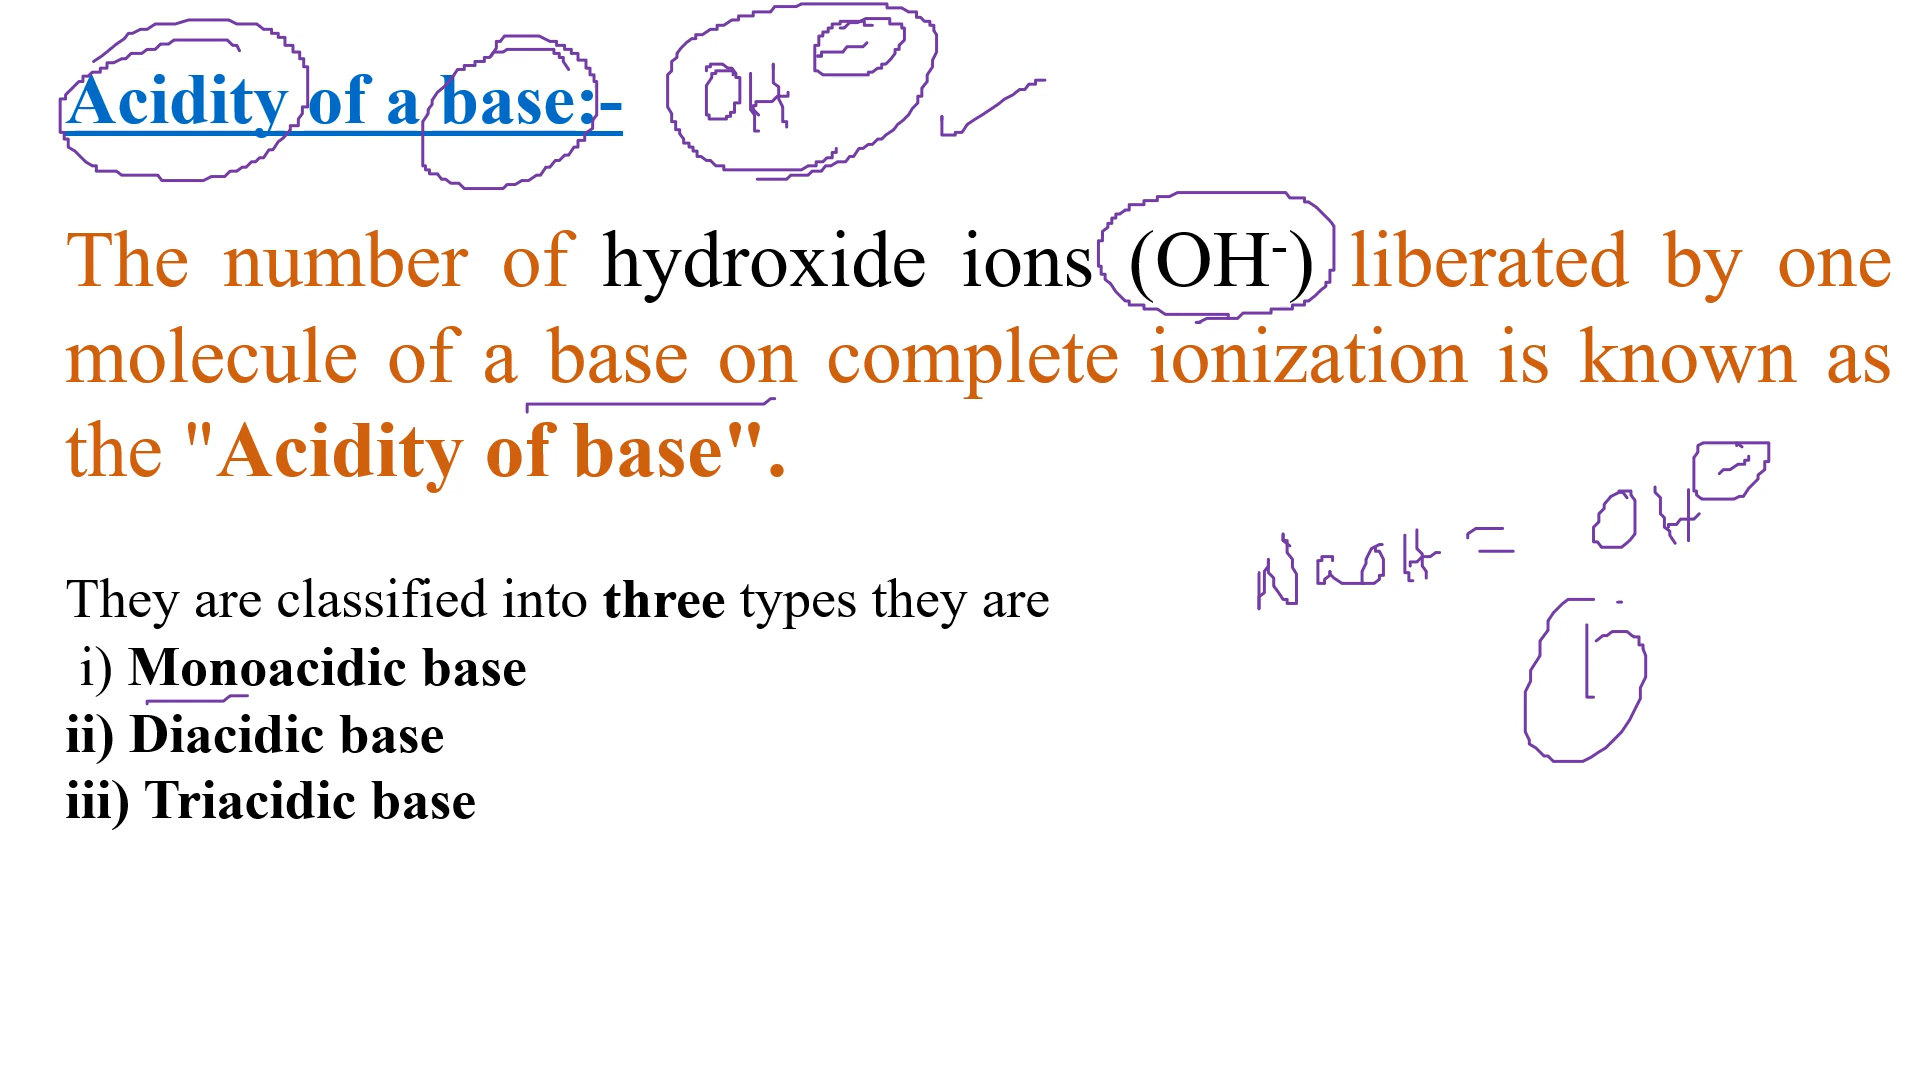 Acidity of a base:- OH-
The number of hydroxide ions (OH-) liberated by one
molecule of a base on complete ionization is known as
the "Acidity of base".
NaOH = OH-
1
They are classified into three types they are
i) Monoacidic base
ii) Diacidic base
iii) Triacidic base